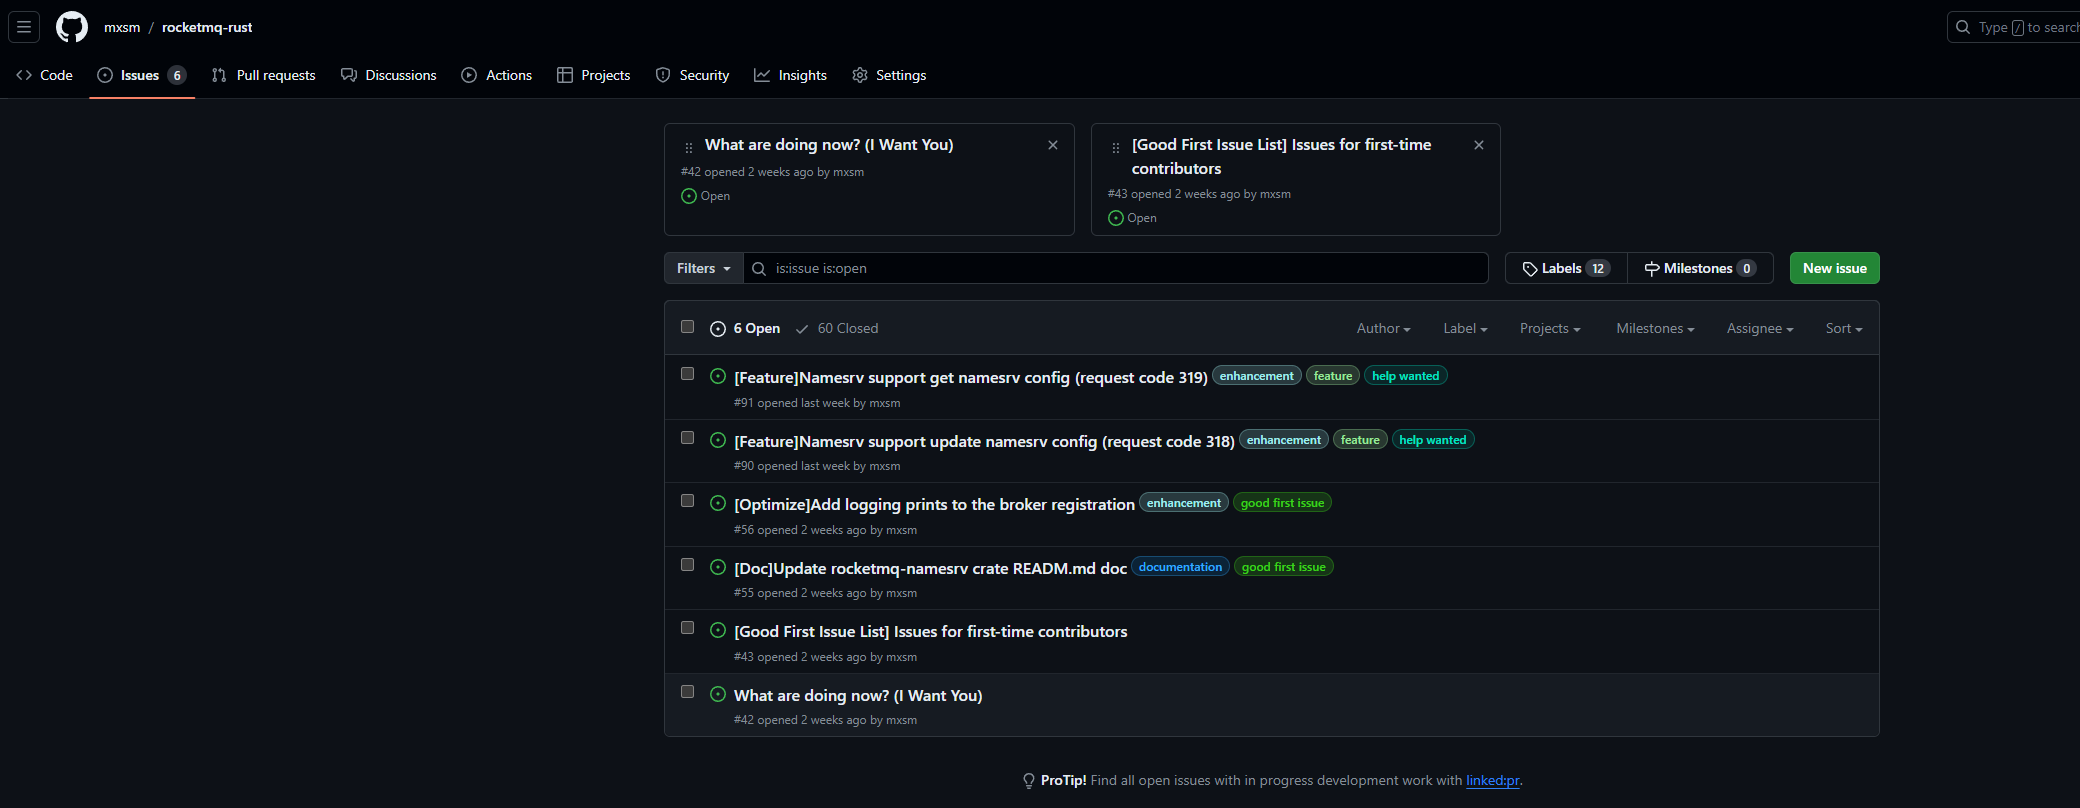 mxsm / rocketmq-rust
Type / to search
Code Issues 6 Pull requests Discussions Actions Projects Security Insights Settings
What are doing now? (I Want You)
#42 opened 2 weeks ago by mxsm
Open
[Good First Issue List] Issues for first-time
contributors
#43 opened 2 weeks ago by mxsm
Open
Filters is:issue is:open Labels 12 Milestones 0 New issue
6 Open 60 Closed Author Label Projects Milestones Assignee Sort
[Feature]Namesrv support get namesrv config (request code 319) enhancement feature help wanted
#91 opened last week by mxsm
[Feature]Namesrv support update namesrv config (request code 318) enhancement feature help wanted
#90 opened last week by mxsm
[Optimize]Add logging prints to the broker registration enhancement good first issue
#56 opened 2 weeks ago by mxsm
[Doc]Update rocketmq-namesrv crate READM.md doc documentation good first issue
#55 opened 2 weeks ago by mxsm
[Good First Issue List] Issues for first-time contributors
#43 opened 2 weeks ago by mxsm
What are doing now? (I Want You)
#42 opened 2 weeks ago by mxsm
ProTip! Find all open issues with in progress development work with linked:pr.